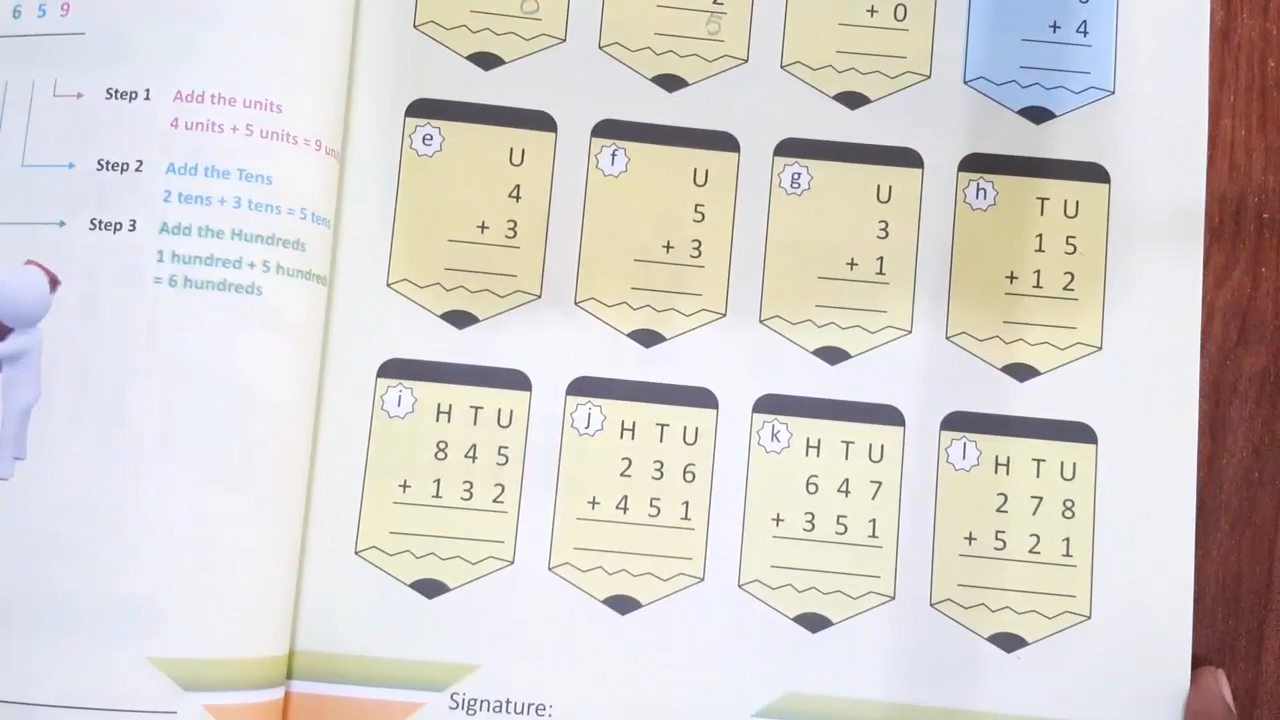 6 5 9
Step 1 Add the units
4 units + 5 units = 9
Step 2 Add the Tens
2 tens + 3 tens = 5 tens
Step 3 Add the Hundreds
1 hundred + 5
= 6 hundreds
5
+ 0
+ 4
e
U
4
+ 3
f
U
5
+ 3
g
U
3
+ 1
h
T U
1 5
+ 1 2
i
H T U
8 4 5
+ 1 3 2
j
H T U
2 3 6
+ 4 5 1
k
H T U
6 4 7
+ 3 5 1
l
H T U
2 7 8
+ 5 2 1
Signature: